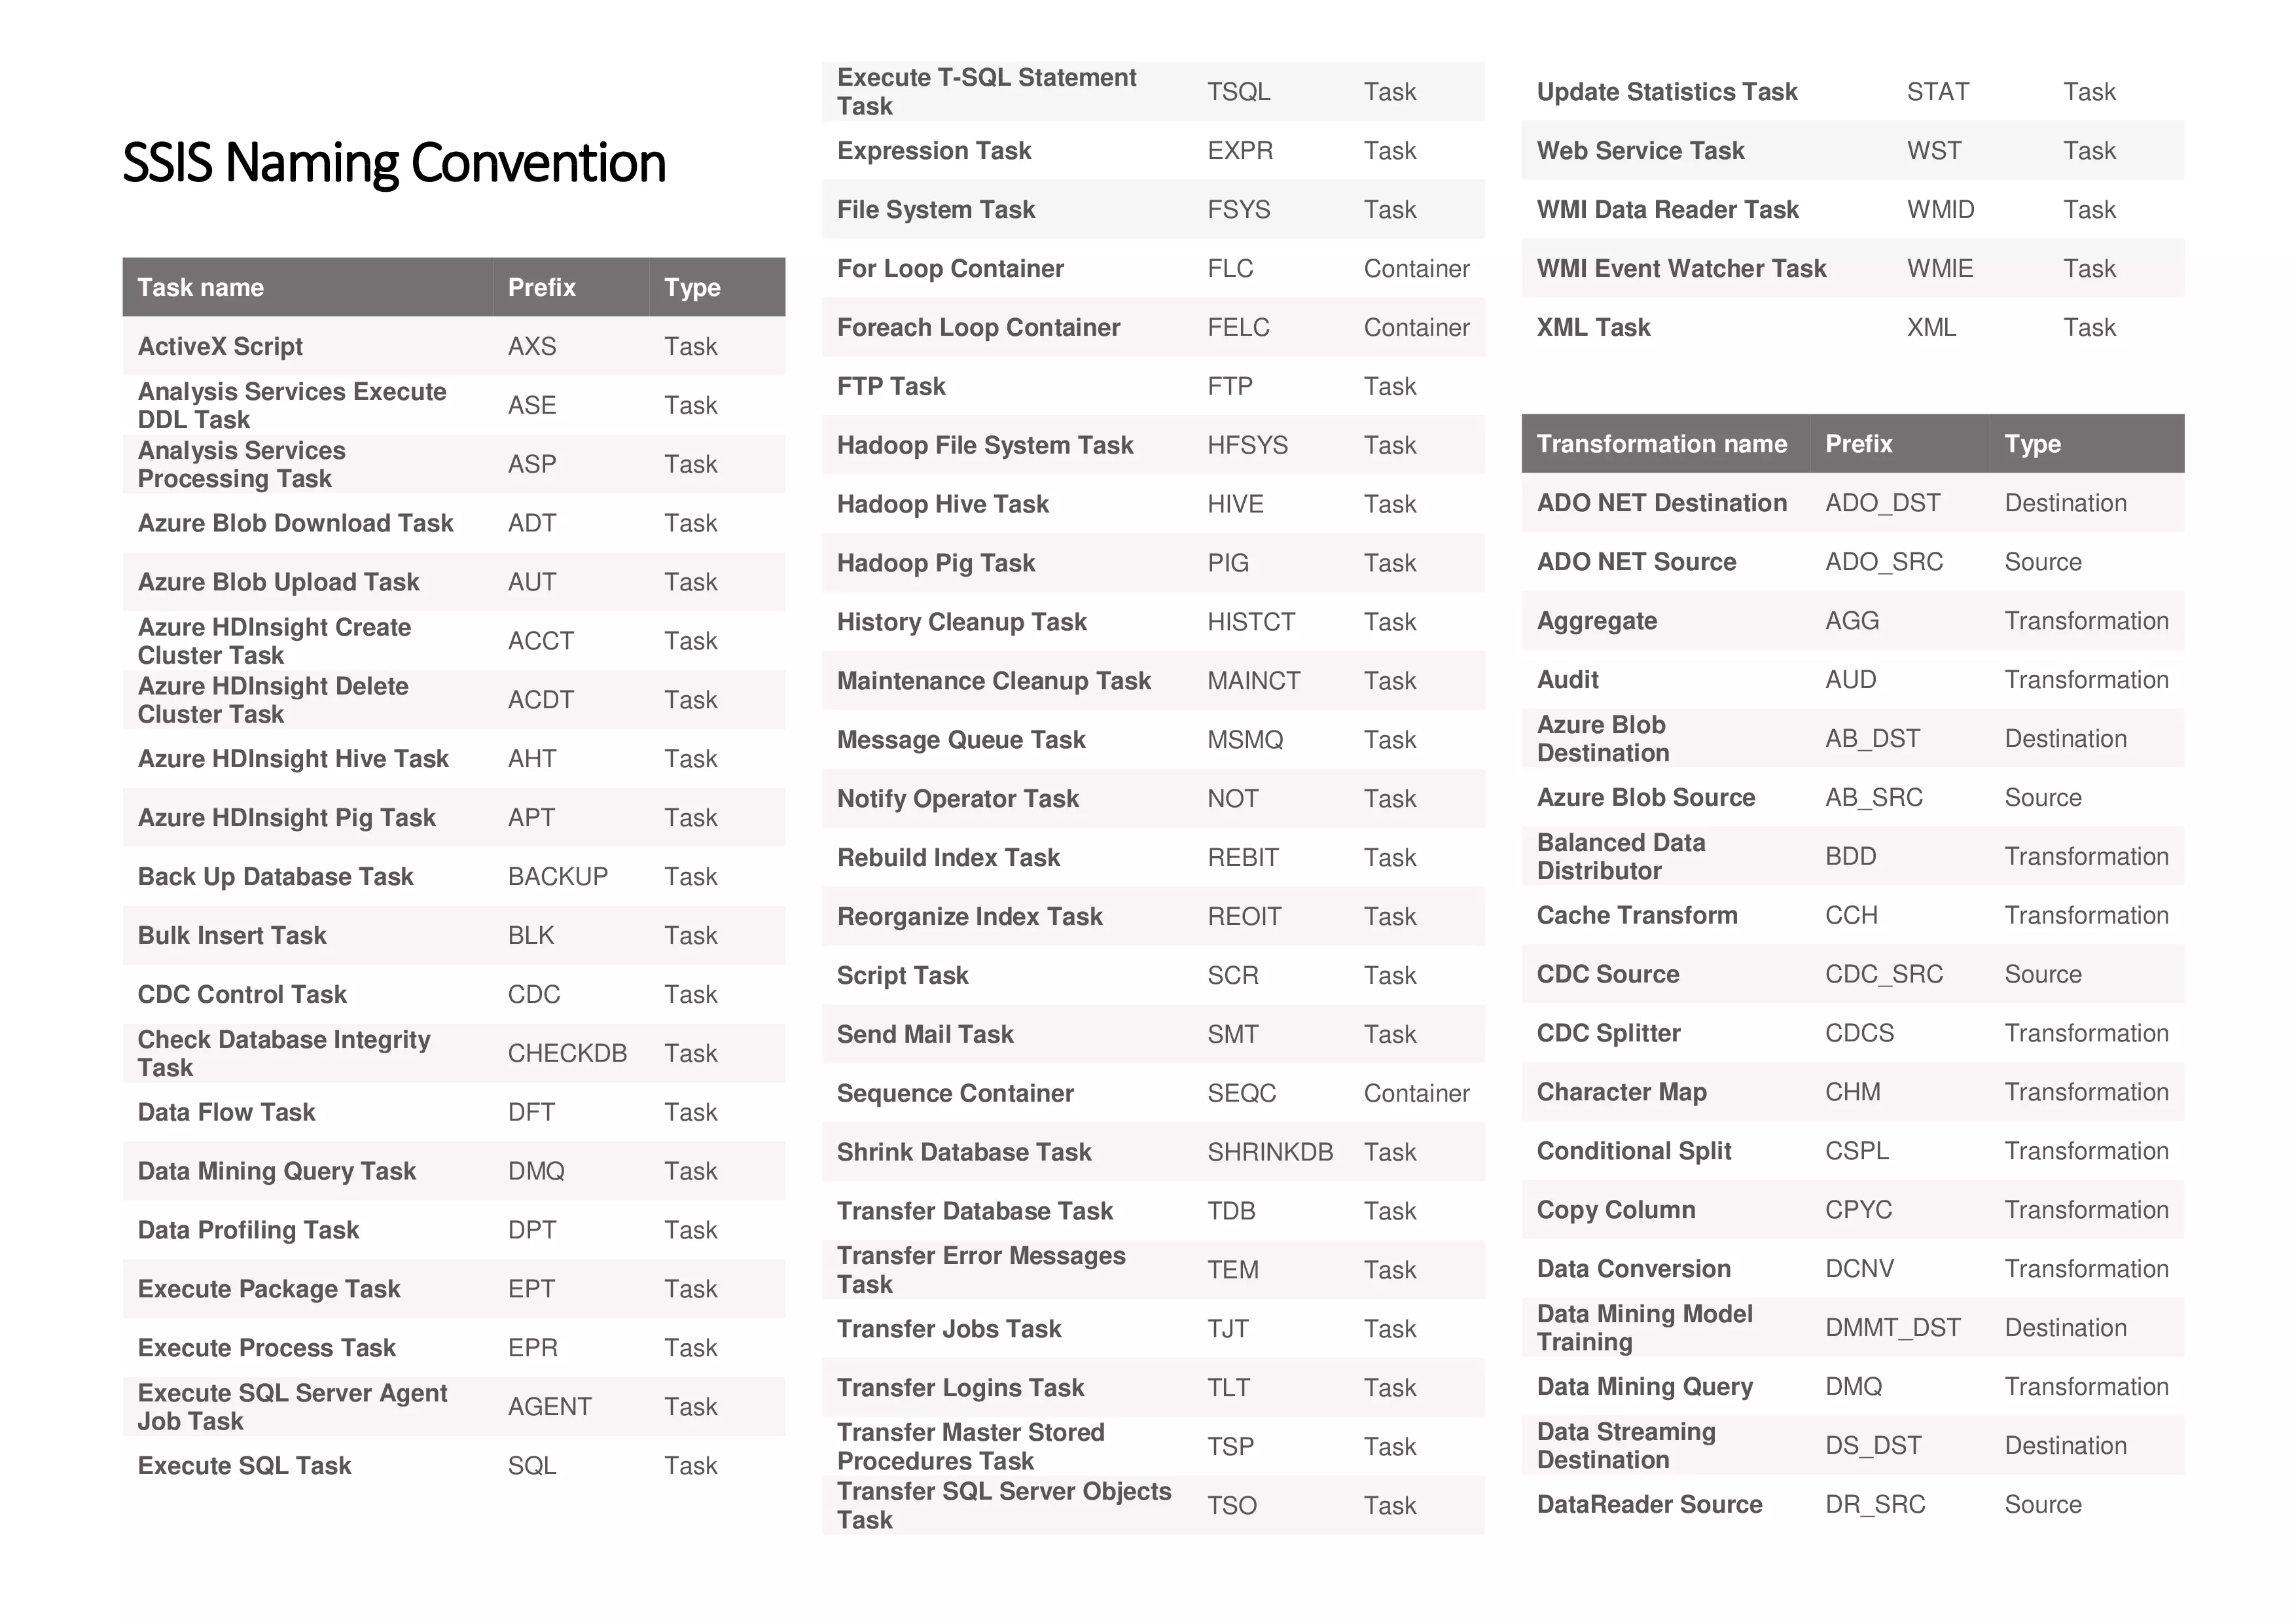 SSIS Naming Convention
Task name Prefix Type
ActiveX Script AXS Task
Analysis Services Execute
DDL Task ASE Task
Analysis Services
Processing Task ASP Task
Azure Blob Download Task ADT Task
Azure Blob Upload Task AUT Task
Azure HDInsight Create
Cluster Task ACCT Task
Azure HDInsight Delete
Cluster Task ACDT Task
Azure HDInsight Hive Task AHT Task
Azure HDInsight Pig Task APT Task
Back Up Database Task BACKUP Task
Bulk Insert Task BLK Task
CDC Control Task CDC Task
Check Database Integrity
Task CHECKDB Task
Data Flow Task DFT Task
Data Mining Query Task DMQ Task
Data Profiling Task DPT Task
Execute Package Task EPT Task
Execute Process Task EPR Task
Execute SQL Server Agent
Job Task AGENT Task
Execute SQL Task SQL Task
Execute T-SQL Statement
Task TSQL Task
Expression Task EXPR Task
File System Task FSYS Task
For Loop Container FLC Container
Foreach Loop Container FELC Container
FTP Task FTP Task
Hadoop File System Task HFSYS Task
Hadoop Hive Task HIVE Task
Hadoop Pig Task PIG Task
History Cleanup Task HISTCT Task
Maintenance Cleanup Task MAINCT Task
Message Queue Task MSMQ Task
Notify Operator Task NOT Task
Rebuild Index Task REBIT Task
Reorganize Index Task REOIT Task
Script Task SCR Task
Send Mail Task SMT Task
Sequence Container SEQC Container
Shrink Database Task SHRINKDB Task
Transfer Database Task TDB Task
Transfer Error Messages
Task TEM Task
Transfer Jobs Task TJT Task
Transfer Logins Task TLT Task
Transfer Master Stored
Procedures Task TSP Task
Transfer SQL Server Objects
Task TSO Task
Update Statistics Task STAT Task
Web Service Task WST Task
WMI Data Reader Task WMID Task
WMI Event Watcher Task WMIE Task
XML Task XML Task
Transformation name Prefix Type
ADO NET Destination ADO_DST Destination
ADO NET Source ADO_SRC Source
Aggregate AGG Transformation
Audit AUD Transformation
Azure Blob
Destination AB_DST Destination
Azure Blob Source AB_SRC Source
Balanced Data
Distributor BDD Transformation
Cache Transform CCH Transformation
CDC Source CDC_SRC Source
CDC Splitter CDCS Transformation
Character Map CHM Transformation
Conditional Split CSPL Transformation
Copy Column CPYC Transformation
Data Conversion DCNV Transformation
Data Mining Model
Training DMMT_DST Destination
Data Mining Query DMQ Transformation
Data Streaming
Destination DS_DST Destination
DataReader Source DR_SRC Source